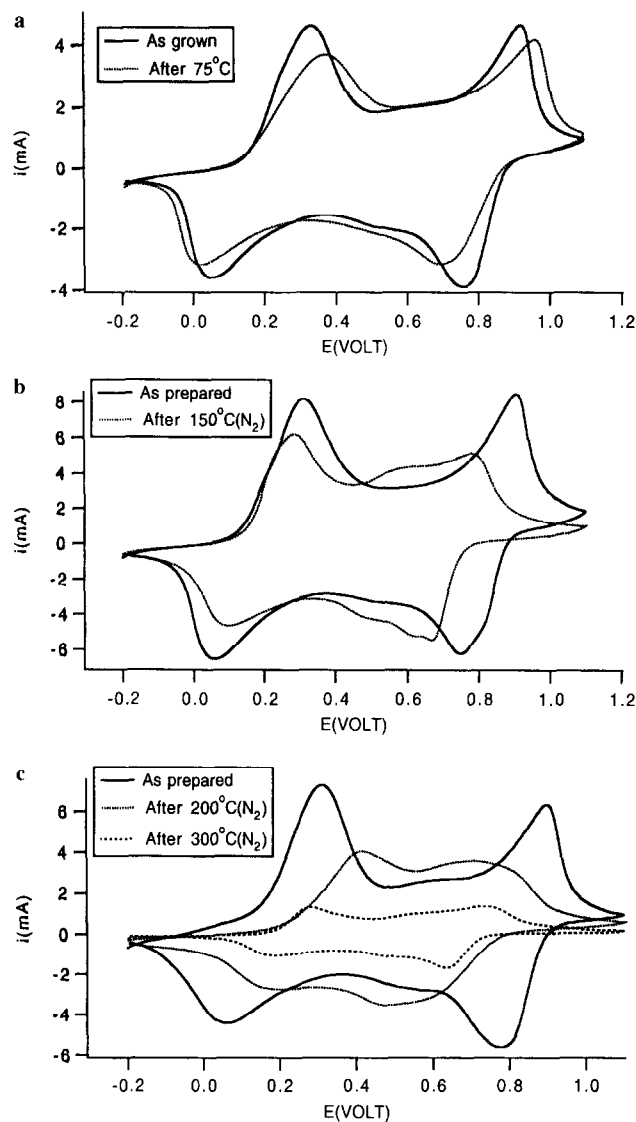 a
As grown
After 75°C
i(mA)
4
2
0
-2
-4
-0.2 0.0 0.2 0.4 0.6 0.8 1.0 1.2
E(VOLT)
b
As prepared
After 150°C(N₂)
i(mA)
8
6
4
2
0
-2
-4
-6
-0.2 0.0 0.2 0.4 0.6 0.8 1.0 1.2
E(VOLT)
c
As prepared
After 200°C(N₂)
After 300°C(N₂)
i(mA)
6
4
2
0
-2
-4
-6
-0.2 0.0 0.2 0.4 0.6 0.8 1.0
E(VOLT)